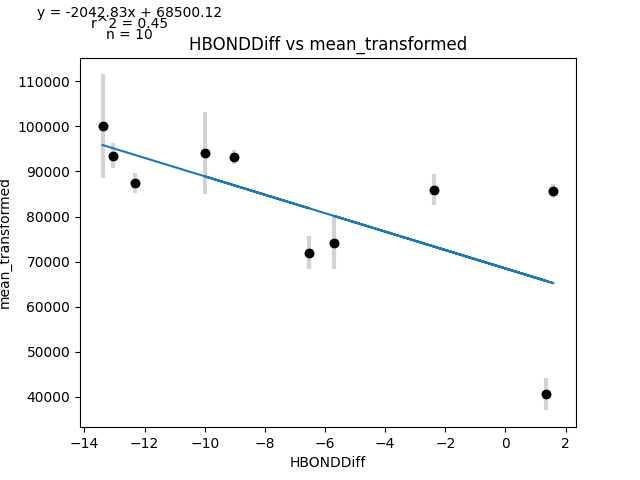 y = -2042.83x + 68500.12
r^2 = 0.45
n = 10
HBONDDiff vs mean_transformed
110000
100000
90000
80000
70000
60000
50000
40000
mean_transformed
−14 −12 −10 −8 −6 −4 −2 0 2
HBONDDiff